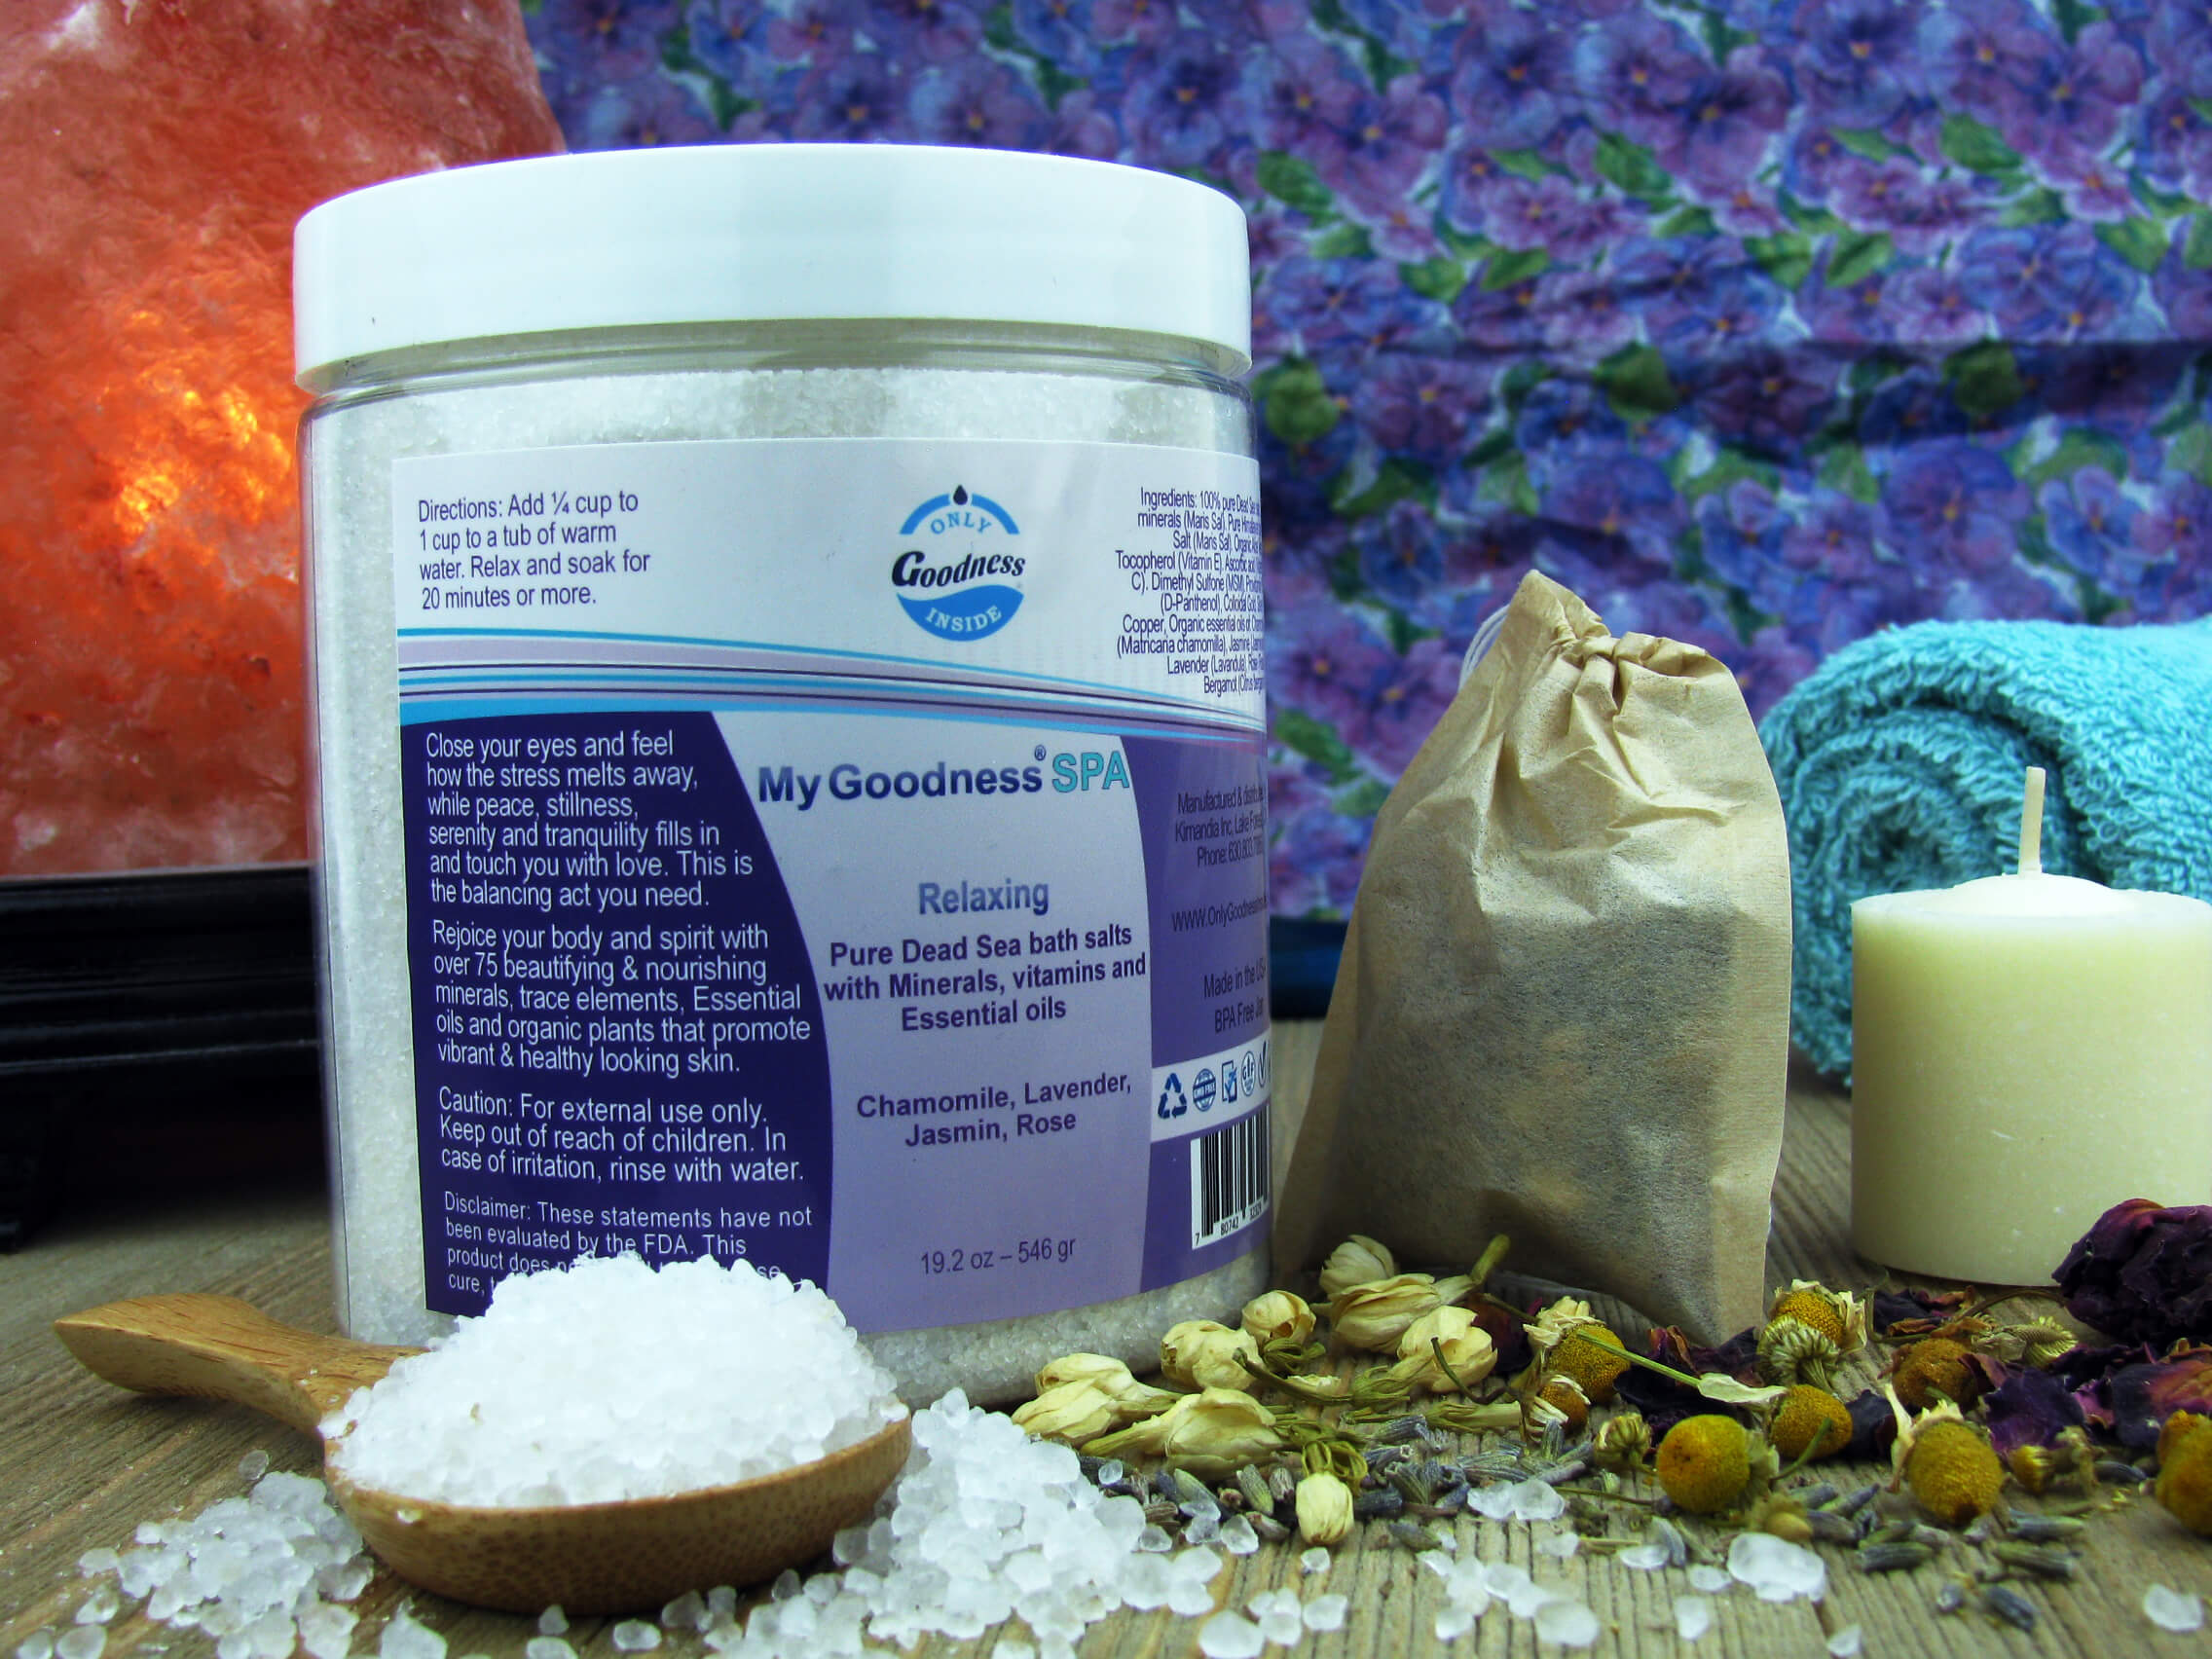 Directions: Add ¼ cup to
1 cup to a tub of warm
water. Relax and soak for
20 minutes or more.
ONLY
Goodness
INSIDE
Ingredients: 100% pure Dead Sea
minerals (Maris Sal), Pure
Salt (Maris Sal), Organic
Tocopherol (Vitamin E), Ascorbic acid
C), Dimethyl Sulfone (MSM),
(D-Panthenol), Colloidal Gold,
Copper, Organic essential oils of
(Matricaria chamomilla), Jasmine
Lavender (Lavandula), Rose
Bergamot (Citrus
Close your eyes and feel
how the stress melts away,
while peace, stillness,
serenity and tranquility fills in
and touch you with love. This is
the balancing act you need.
Rejoice your body and spirit with
over 75 beautifying & nourishing
minerals, trace elements, Essential
oils and organic plants that promote
vibrant & healthy looking skin.
Caution: For external use only.
Keep out of reach of children. In
case of irritation, rinse with water.
Disclaimer: These statements have not
been evaluated by the FDA. This
product does
cure,
My Goodness® SPA
Relaxing
Pure Dead Sea bath salts
with Minerals, vitamins and
Essential oils
Chamomile, Lavender,
Jasmin, Rose
19.2 oz – 546 gr
Manufactured &
Kirmandia Inc, Lake
Phone:
Made in the
BPA Free